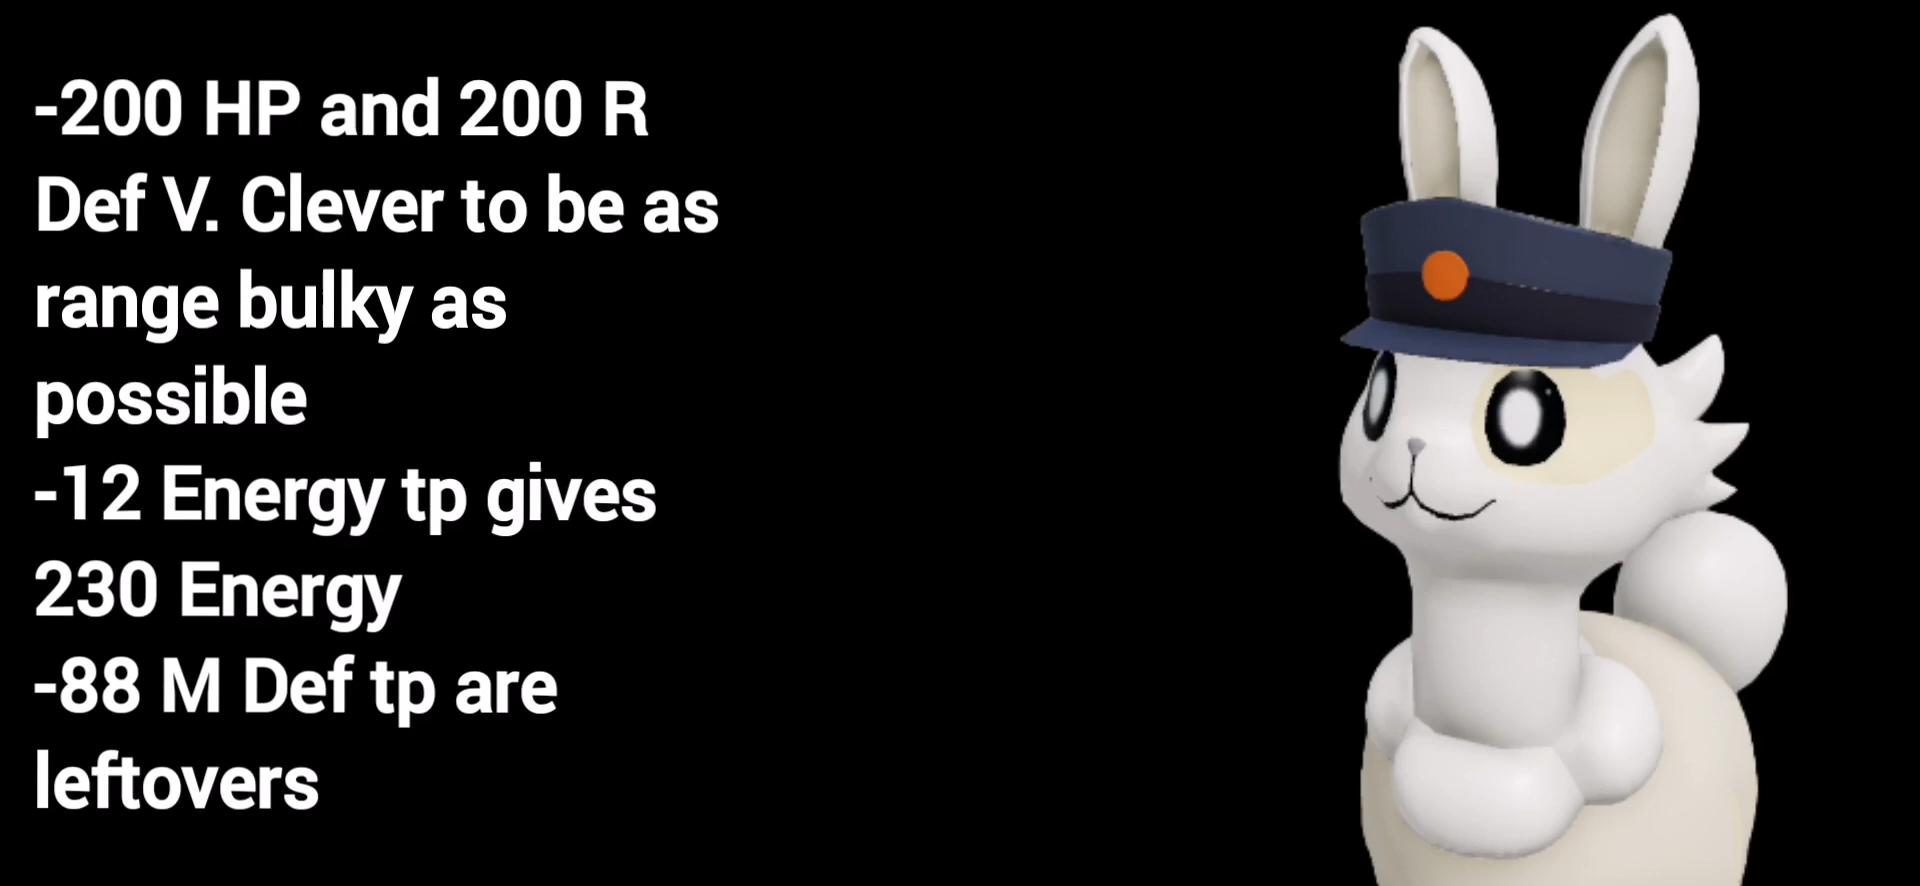 -200 HP and 200 R
Def V. Clever to be as
range bulky as
possible
-12 Energy tp gives
230 Energy
-88 M Def tp are
leftovers